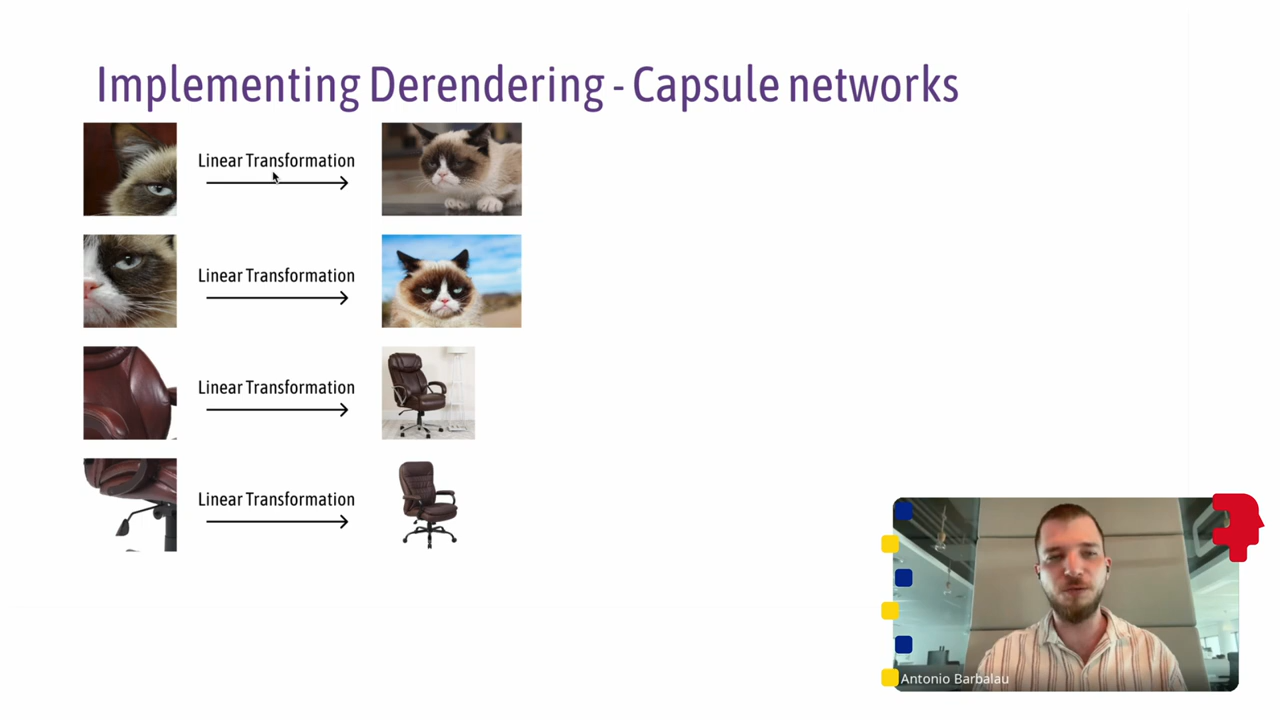 Implementing Derendering - Capsule networks
Linear Transformation
Linear Transformation
Linear Transformation
Linear Transformation
Antonio Barbalau